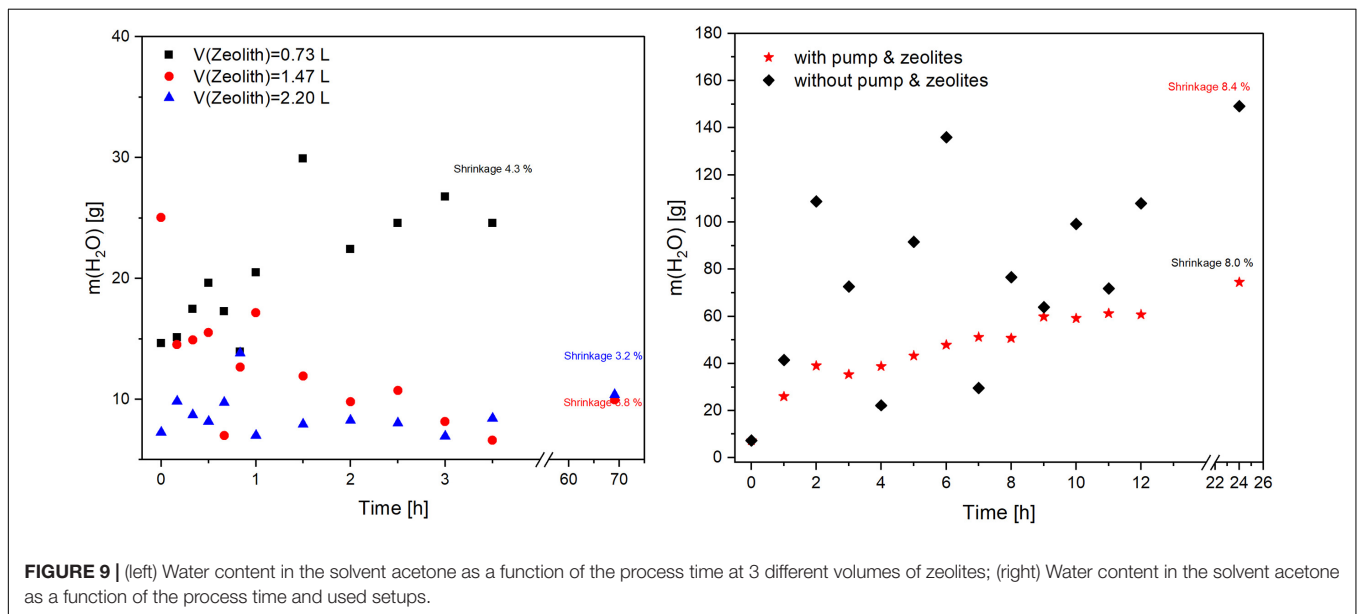 V(Zeolith)=0.73 L
V(Zeolith)=1.47 L
V(Zeolith)=2.20 L
40
30
20
10
m(H₂O) [g]
Shrinkage 4.3 %
Shrinkage 3.2 %
Shrinkage 3.8 %
0 1 2 3 60 70
Time [h]
with pump & zeolites
without pump & zeolites
180
160
140
120
100
80
60
40
20
0
m(H₂O) [g]
Shrinkage 8.4 %
Shrinkage 8.0 %
0 2 4 6 8 10 12 22 24 26
Time [h]
FIGURE 9 | (left) Water content in the solvent acetone as a function of the process time at 3 different volumes of zeolites; (right) Water content in the solvent acetone
as a function of the process time and used setups.